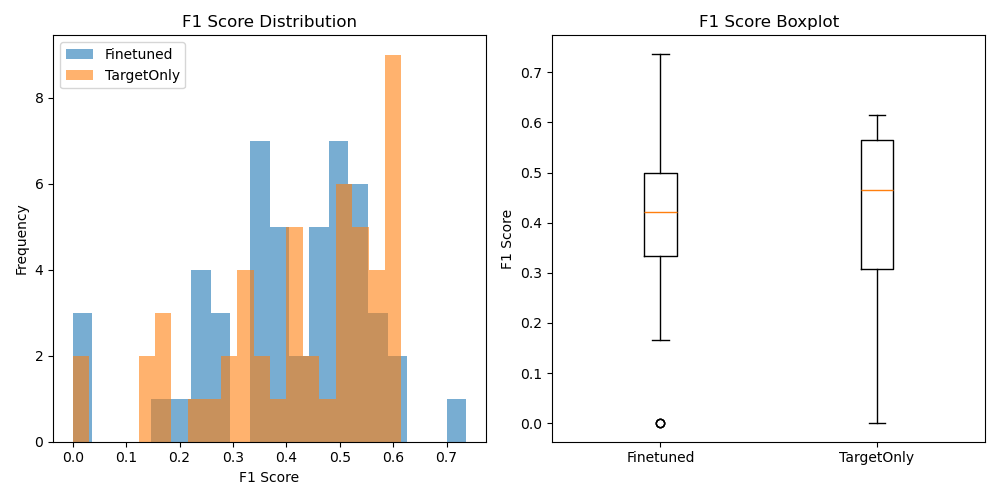 F1 Score Distribution
Finetuned
TargetOnly
8
6
4
2
0
Frequency
0.0 0.1 0.2 0.3 0.4 0.5 0.6 0.7
F1 Score
F1 Score Boxplot
0.7
0.6
0.5
0.4
0.3
0.2
0.1
0.0
F1 Score
Finetuned TargetOnly